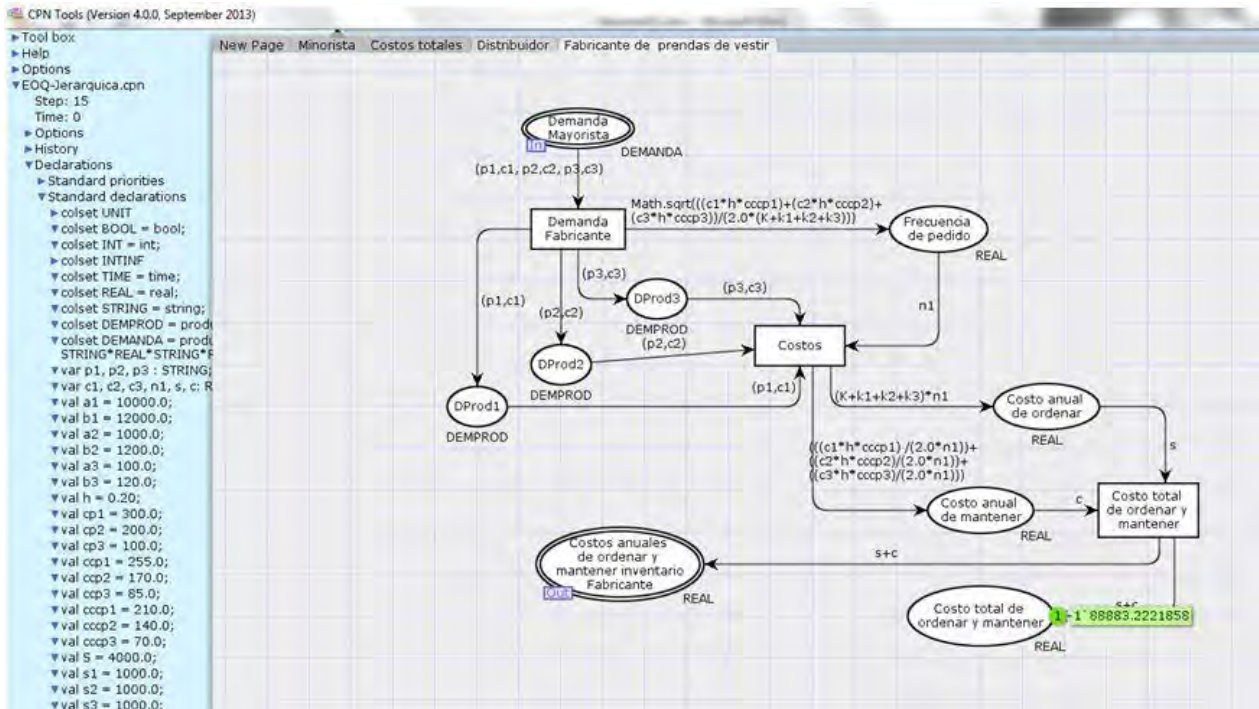 CPN Tools (Version 4.0.0, September 2013)
Tool box
Help
Options
EOQ-Jerarquica.cpn
Step: 15
Time: 0
Options
History
Declarations
Standard priorities
Standard declarations
colset UNIT
colset BOOL = bool;
colset INT = int;
colset INTINF
colset TIME = time;
colset REAL = real;
colset STRING = string;
colset DEMPROD = produ
colset DEMANDA = produ
STRING*REAL*STRING*R
var p1, p2, p3 : STRING;
var c1, c2, c3, n1, s, c: R
val a1 = 10000.0;
val b1 = 12000.0;
val a2 = 1000.0;
val b2 = 1200.0;
val a3 = 100.0;
val b3 = 120.0;
val h = 0.20;
val cp1 = 300.0;
val cp2 = 200.0;
val cp3 = 100.0;
val ccp1 = 255.0;
val ccp2 = 170.0;
val ccp3 = 85.0;
val cccp1 = 210.0;
val cccp2 = 140.0;
val cccp3 = 70.0;
val S = 4000.0;
val s1 = 1000.0;
val s2 = 1000.0;
val s3 = 1000.0;
New Page Minorista Costos totales Distribuidor Fabricante de prendas de vestir
Demanda
Mayorista
In
DEMANDA
(p1,c1, p2,c2, p3,c3)
Math.sqrt(((c1*h*cccp1)+(c2*h*cccp2)+
(c3*h*cccp3))/(2.0*(K+k1+k2+k3)))
Demanda
Fabricante
Frecuencia
de pedido
REAL
(p3,c3)
(p1,c1)
(p2,c2)
DProd3
(p3,c3)
n1
DEMPROD
(p2,c2)
Costos
DProd2
DEMPROD
(p1,c1)
DProd1
DEMPROD
(K+k1+k2+k3)*n1
Costo anual
de ordenar
REAL
s
(((c1*h*cccp1) /(2.0*n1))+
((c2*h*cccp2)/(2.0*n1))+
((c3*h*cccp3)/(2.0*n1)))
Costo anual
de mantener
REAL
c
Costo total
de ordenar y
mantener
Costos anuales
de ordenar y
mantener inventario
Fabricante
Out
REAL
s+c
s+c
Costo total de
ordenar y mantener
1
1`88883.2221858
REAL